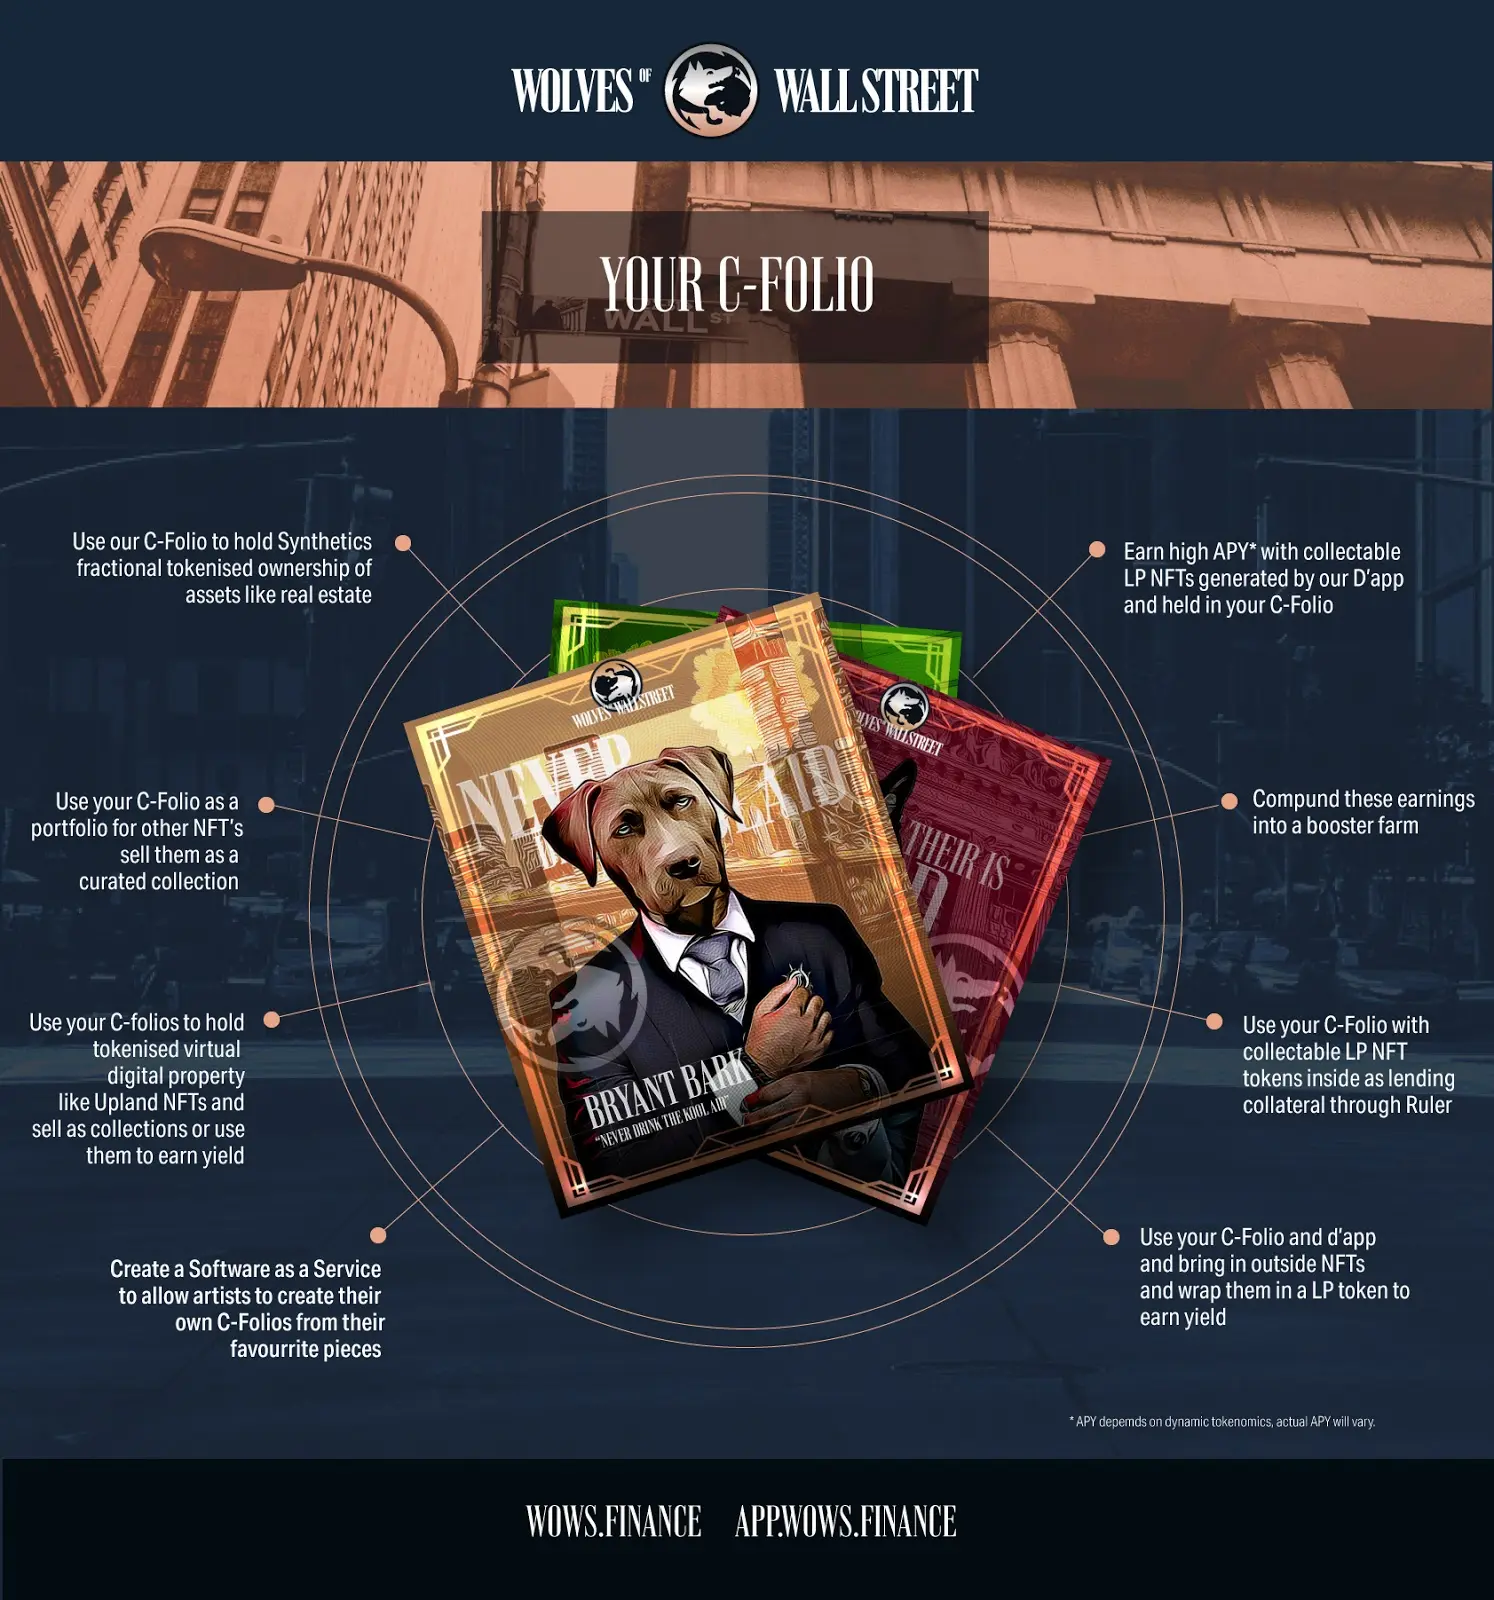 WOLVES OF WALL STREET
YOUR C-FOLIO
WALL ST
Use our C-Folio to hold Synthetics
fractional tokenised ownership of
assets like real estate
Earn high APY* with collectable
LP NFTs generated by our D'app
and held in your C-Folio
Use your C-Folio as a
portfolio for other NFT's
sell them as a
curated collection
Compund these earnings
into a booster farm
Use your C-folios to hold
tokenised virtual
digital property
like Upland NFTs and
sell as collections or use
them to earn yield
Use your C-Folio with
collectable LP NFT
tokens inside as lending
collateral through Ruler
Create a Software as a Service
to allow artists to create their
own C-Folios from their
favourrite pieces
Use your C-Folio and d'app
and bring in outside NFTs
and wrap them in a LP token to
earn yield
WOLVES OF WALL STREET
NEVER
BRYANT BARK
"NEVER DRINK THE KOOL AID"
WALL STREET
THEIR IS
* APY depemds on dynamic tokenomics, actual APY will vary.
WOWS.FINANCE APP.WOWS.FINANCE